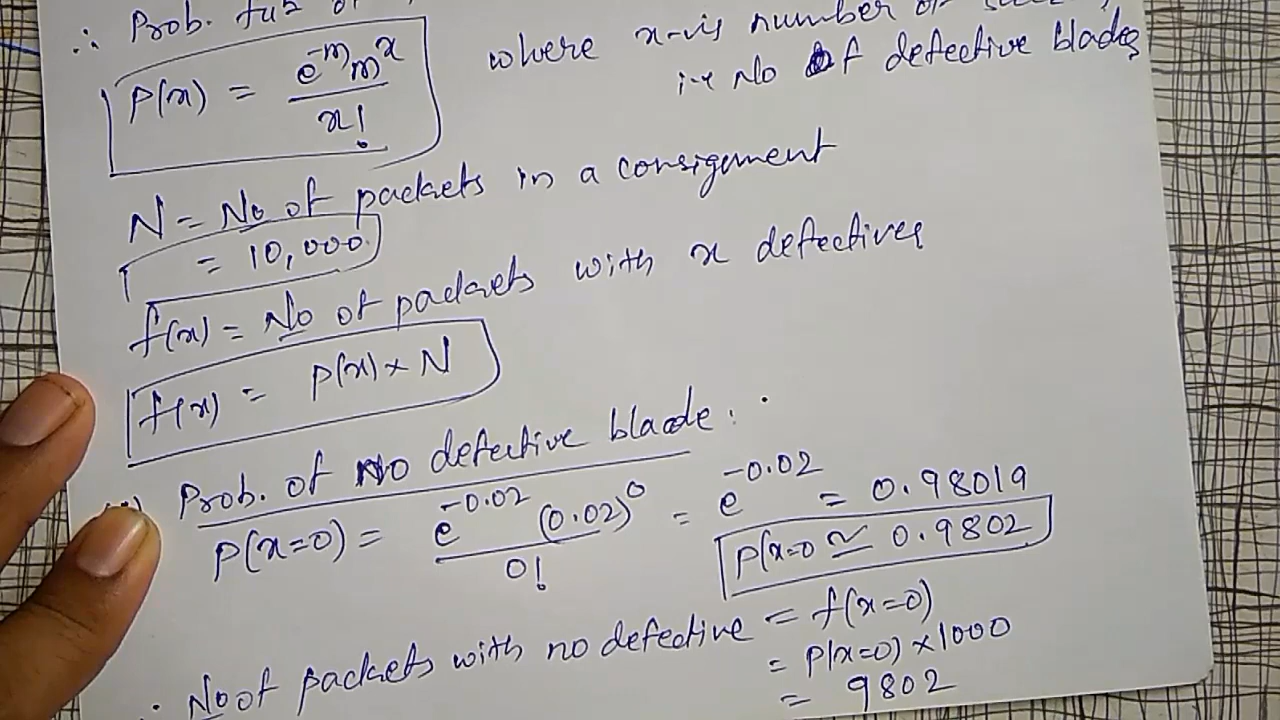 ∴ Prob.
P(x) = e^-m m^x / x!
where x-is number of
i.e No of defective blades
N = No of packets in a consigement
= 10,000.
f(x) = No of packets with x defectives
f(x) = P(x) × N
Prob. of No defective blade :
P(x=0) = e^-0.02 (0.02)^0 / 0! = e^-0.02 = 0.98019
P(x=0 ≃ 0.9802
∴ No of packets with no defective = f(x=0)
= P(x=0) × 1000
= 9802